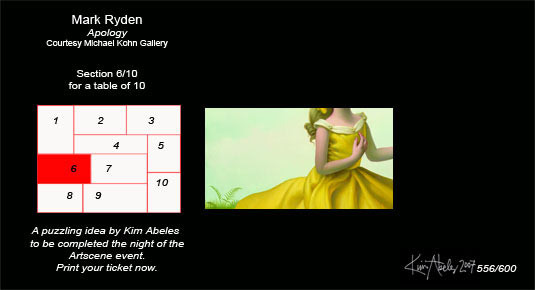 Mark Ryden
Apology
Courtesy Michael Kohn Gallery
Section 6/10
for a table of 10
1 2 3
4 5
6 7
10
8 9
A puzzling idea by Kim Abeles
to be completed the night of the
Artscene event.
Print your ticket now.
Kim Abeles 2007 556/600